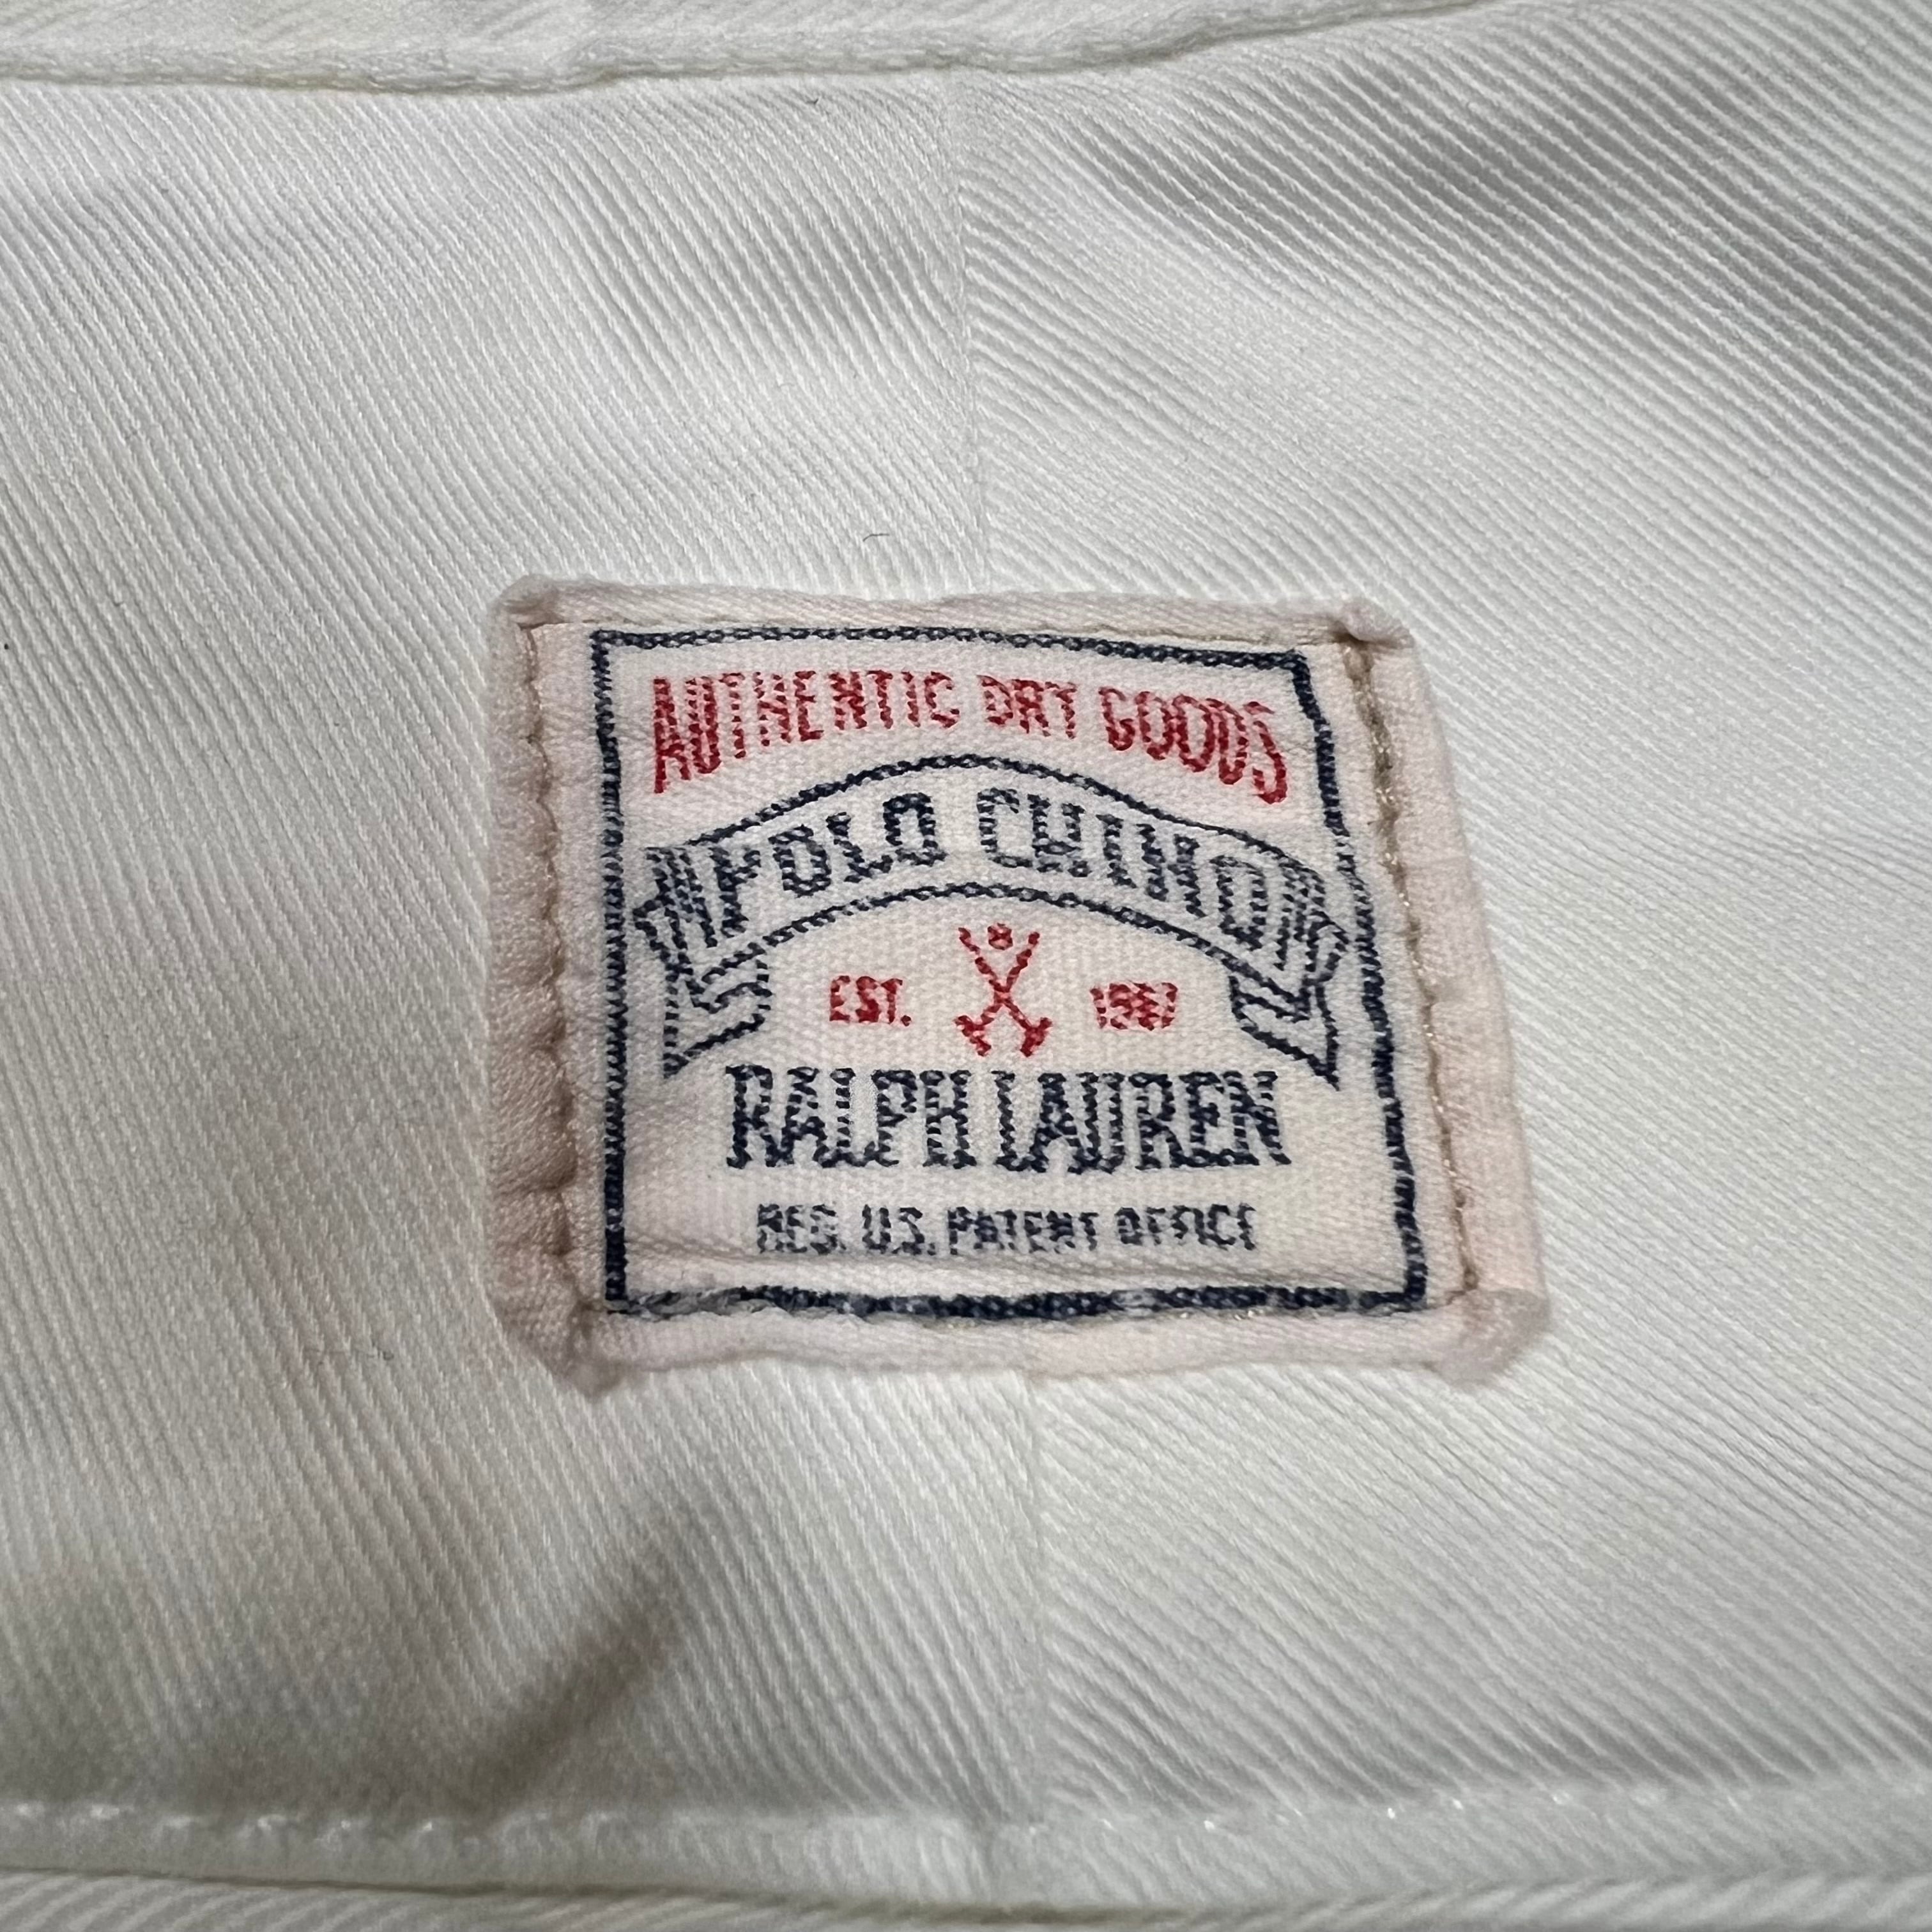 AUTHENTIC DRY GOODS
POLO CHINO
EST. 1967
RALPH LAUREN
REG. U.S. PATENT OFFICE